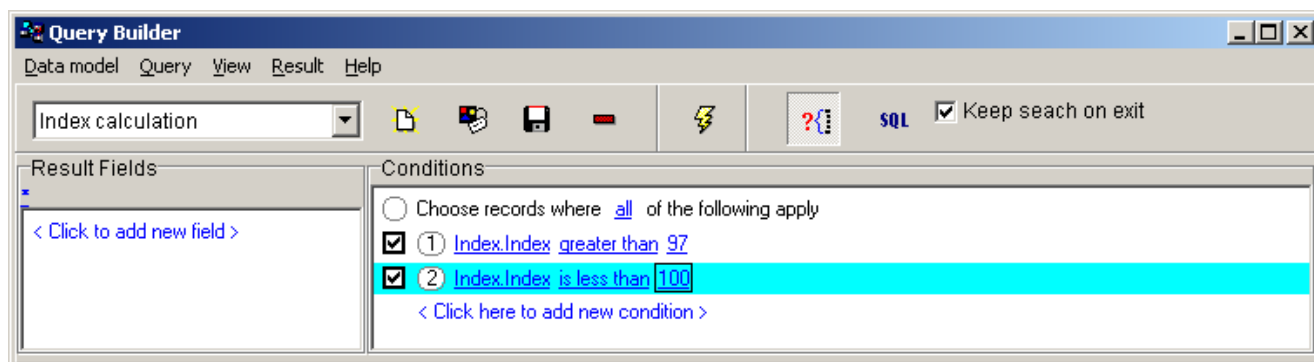 Query Builder
Data model Query View Result Help
Index calculation
?{
SQL
Keep seach on exit
Result Fields
*
< Click to add new field >
Conditions
Choose records where all of the following apply
1 Index.Index greater than 97
2 Index.Index is less than 100
< Click here to add new condition >